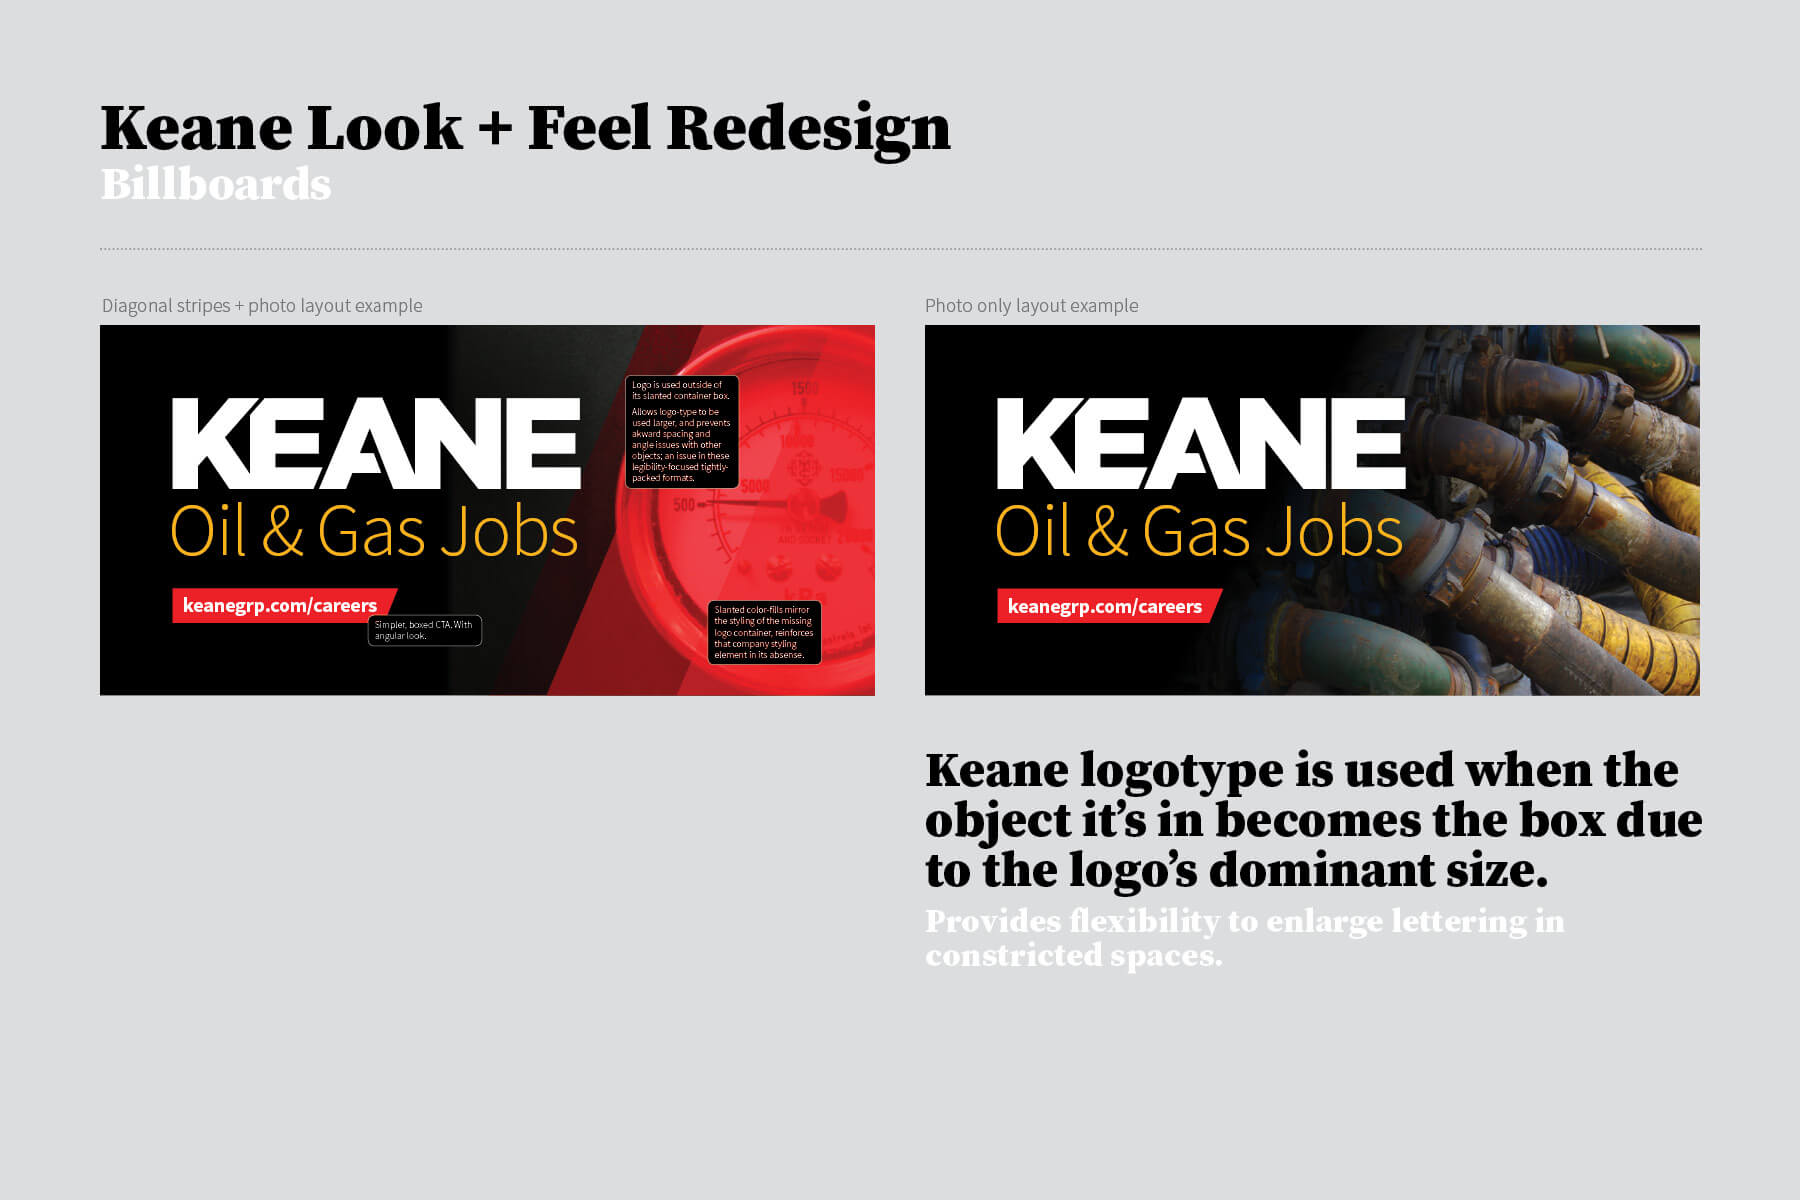 Keane Look + Feel Redesign
Billboards
Diagonal stripes + photo layout example
KEANE
Oil & Gas Jobs
keanegrp.com/careers
Simpler, boxed CTA, With
angular look.
Logo is used outside of
its slanted container box.
Allows logo-type to be
used larger, and prevents
akward spacing and
angle issues with other
objects; an issue in these
legibility-focused tightly-
packed formats.
1500
10000
15000
5000
500
kPa
Slanted color-fills mirror
the styling of the missing
logo container, reinforces
that company styling
element in its absense.
Photo only layout example
KEANE
Oil & Gas Jobs
keanegrp.com/careers
Keane logotype is used when the
object it’s in becomes the box due
to the logo’s dominant size.
Provides flexibility to enlarge lettering in
constricted spaces.